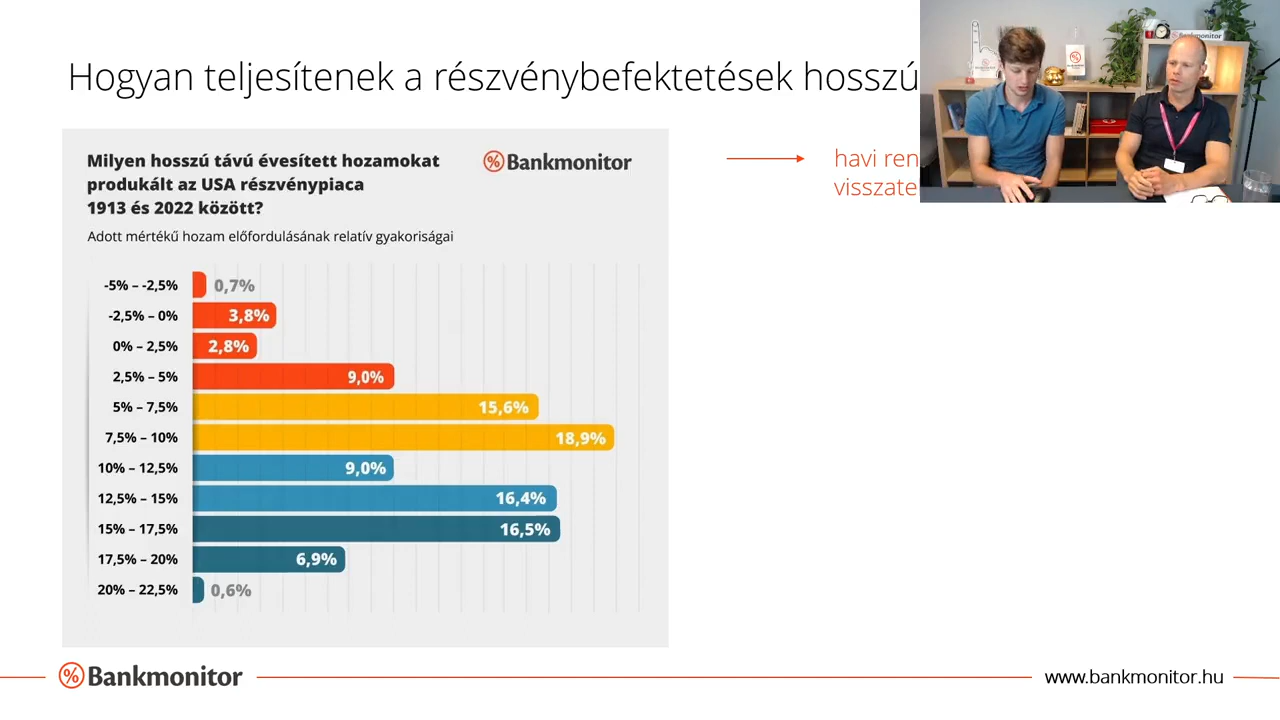 Hogyan teljesítenek a részvénybefektetések hosszú
Milyen hosszú távú évesített hozamokat
produkált az USA részvénypiaca
1913 és 2022 között?
Bankmonitor
Adott mértékű hozam előfordulásának relatív gyakoriságai
-5% – -2,5% 0,7%
-2,5% – 0% 3,8%
0% – 2,5% 2,8%
2,5% – 5% 9,0%
5% – 7,5% 15,6%
7,5% – 10% 18,9%
10% – 12,5% 9,0%
12,5% – 15% 16,4%
15% – 17,5% 16,5%
17,5% – 20% 6,9%
20% – 22,5% 0,6%
havi ren
visszate
Bankmonitor
Bankmonitor
www.bankmonitor.hu